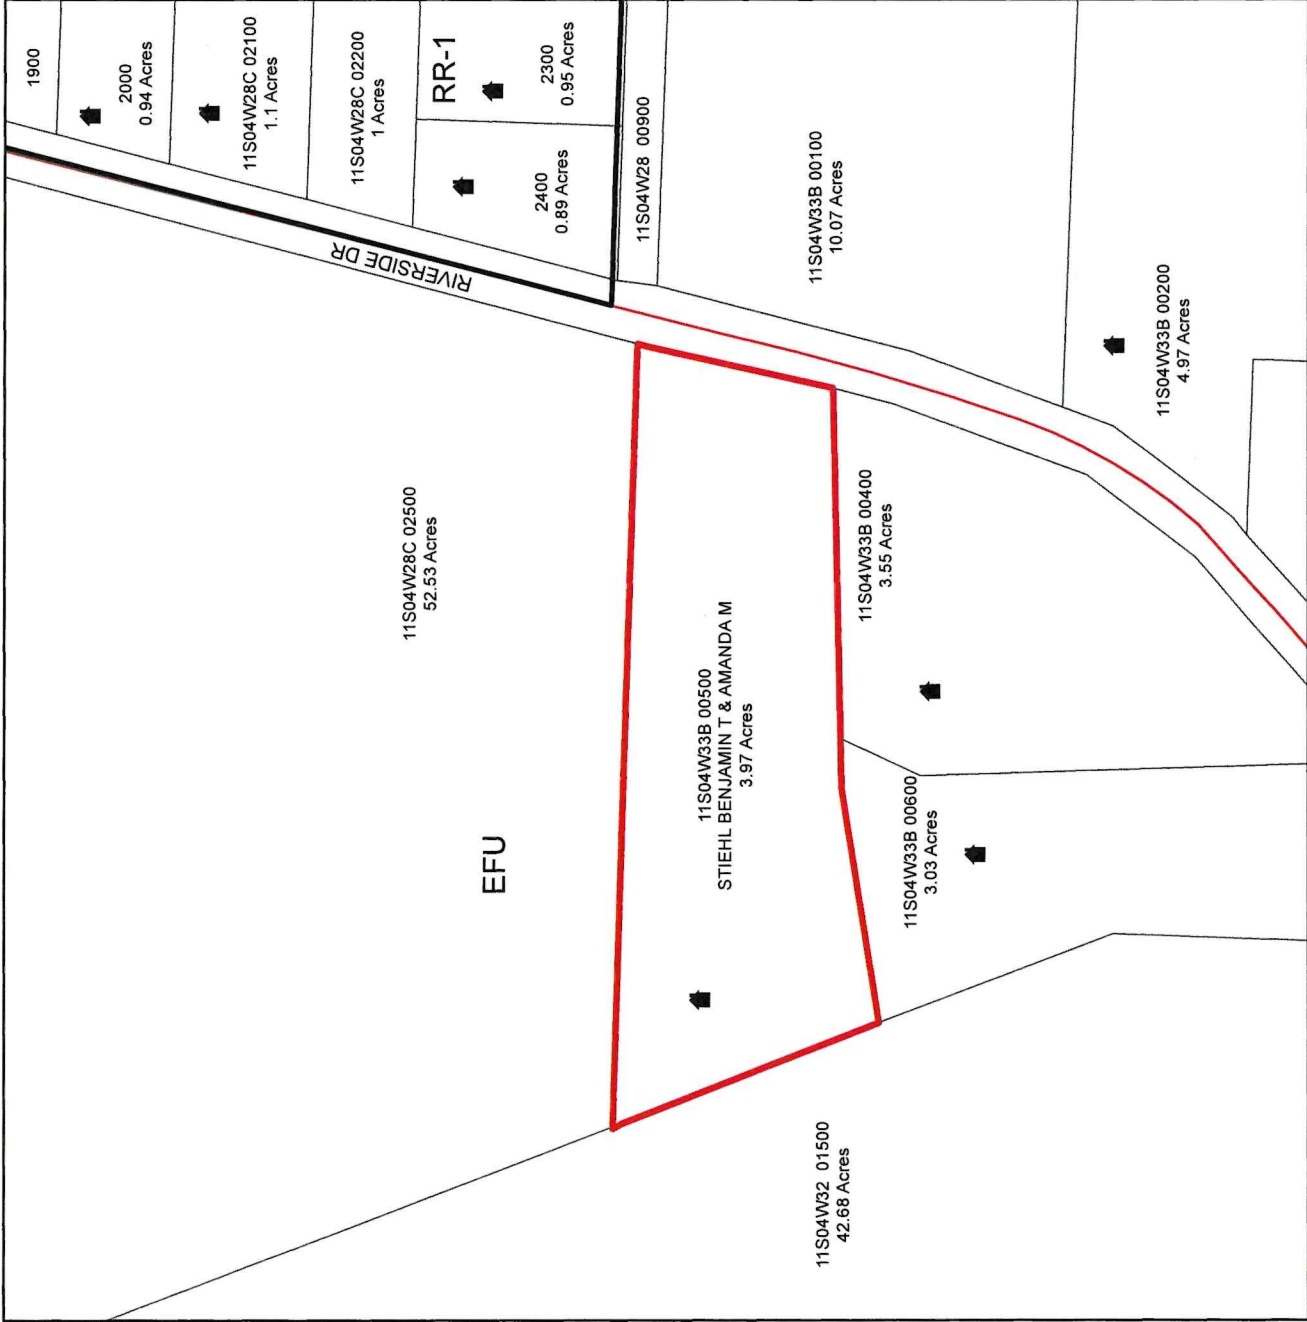 1900
2000
0.94 Acres
11S04W28C 02100
1.1 Acres
11S04W28C 02200
1 Acres
RR-1
2300
0.95 Acres
2400
0.89 Acres
RIVERSIDE DR
11S04W28 00900
11S04W33B 00100
10.07 Acres
11S04W33B 00200
4.97 Acres
11S04W28C 02500
52.53 Acres
EFU
11S04W33B 00500
STIEHL BENJAMIN T & AMANDA M
3.97 Acres
11S04W33B 00400
3.55 Acres
11S04W33B 00600
3.03 Acres
11S04W32 01500
42.68 Acres